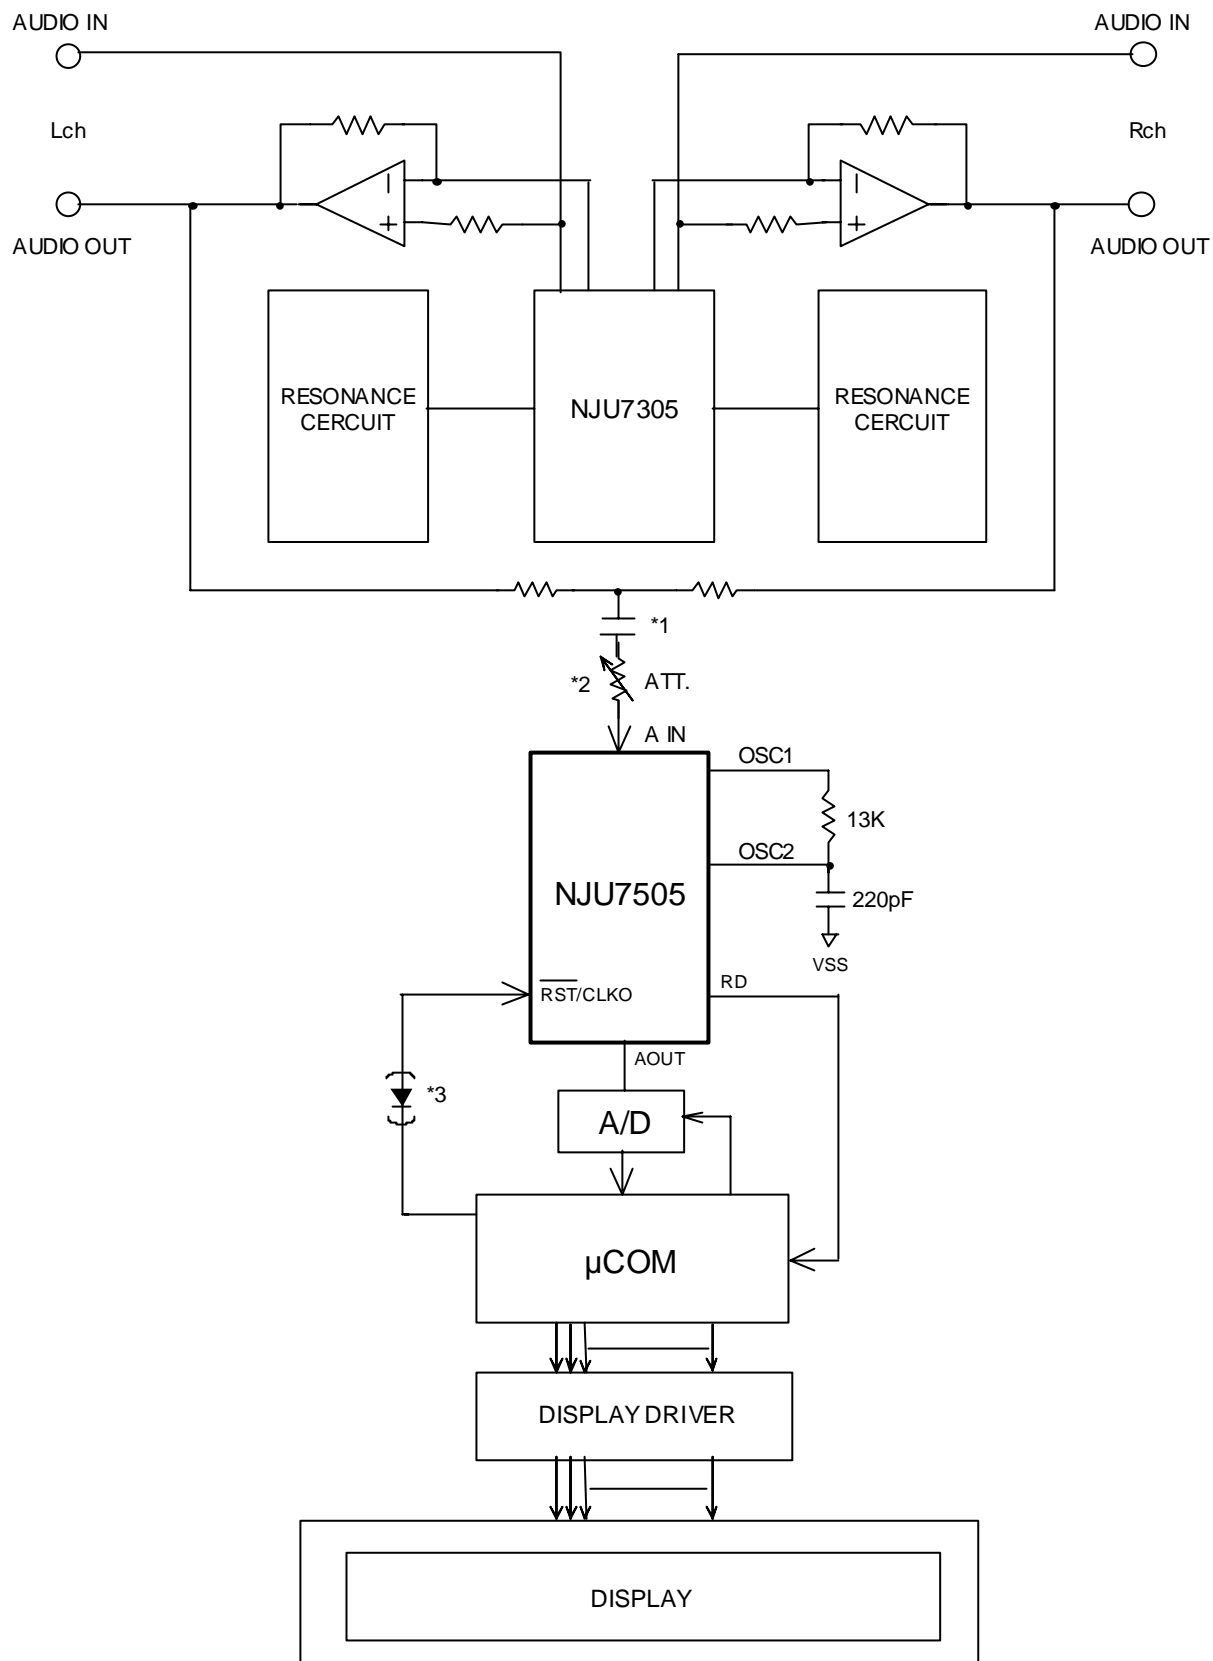 AUDIO IN
AUDIO IN
Lch
Rch
AUDIO OUT
AUDIO OUT
RESONANCE
CERCUIT
NJU7305
RESONANCE
CERCUIT
*1
*2
ATT.
A IN
OSC1
13K
OSC2
NJU7505
220pF
VSS
RST/CLKO
RD
AOUT
*3
A/D
µCOM
DISPLAY DRIVER
DISPLAY